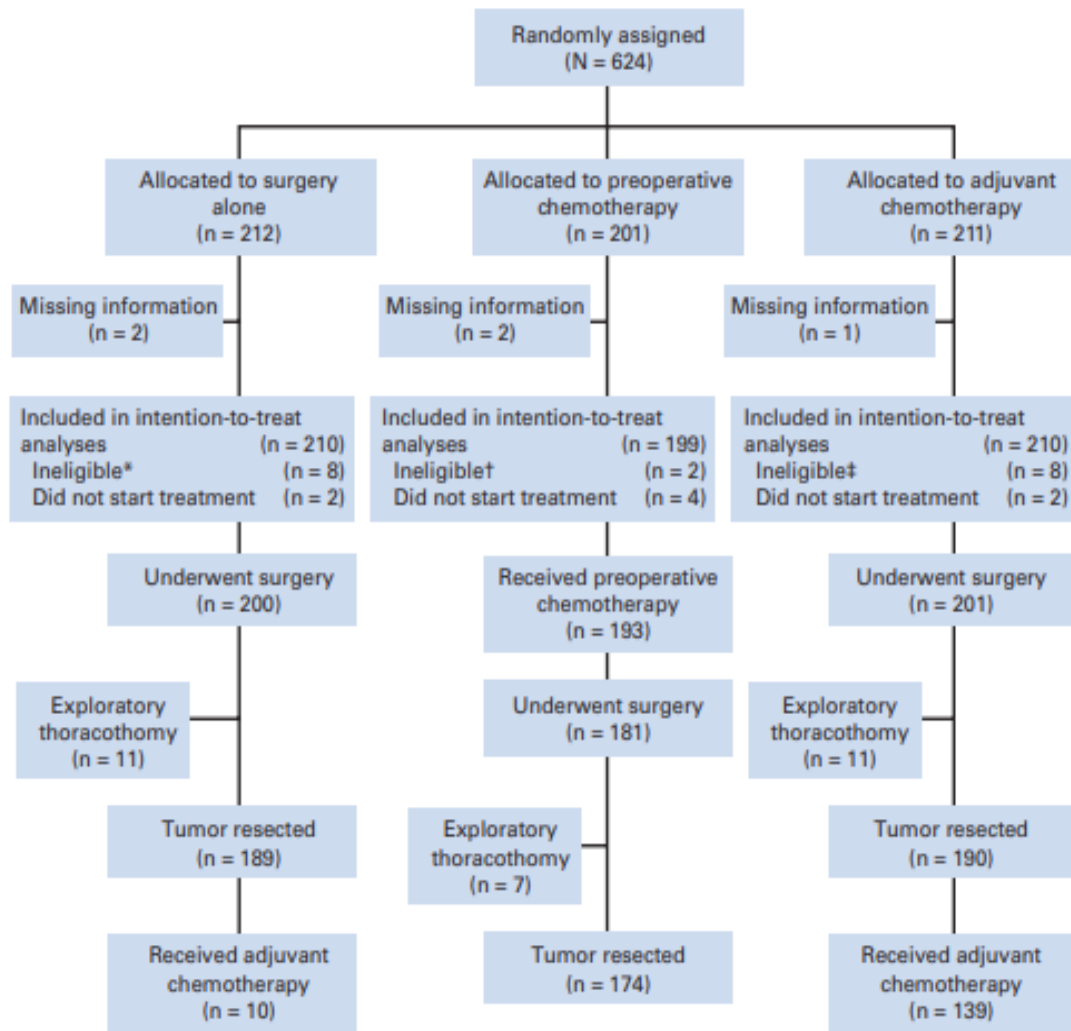 Randomly assigned
(N = 624)
Allocated to surgery
alone
(n = 212)
Allocated to preoperative
chemotherapy
(n = 201)
Allocated to adjuvant
chemotherapy
(n = 211)
Missing information
(n = 2)
Missing information
(n = 2)
Missing information
(n = 1)
Included in intention-to-treat
analyses (n = 210)
Ineligible* (n = 8)
Did not start treatment (n = 2)
Included in intention-to-treat
analyses (n = 199)
Ineligible† (n = 2)
Did not start treatment (n = 4)
Included in intention-to-treat
analyses (n = 210)
Ineligible‡ (n = 8)
Did not start treatment (n = 2)
Underwent surgery
(n = 200)
Received preoperative
chemotherapy
(n = 193)
Underwent surgery
(n = 201)
Exploratory
thoracothomy
(n = 11)
Underwent surgery
(n = 181)
Exploratory
thoracothomy
(n = 11)
Tumor resected
(n = 189)
Exploratory
thoracothomy
(n = 7)
Tumor resected
(n = 190)
Received adjuvant
chemotherapy
(n = 10)
Tumor resected
(n = 174)
Received adjuvant
chemotherapy
(n = 139)